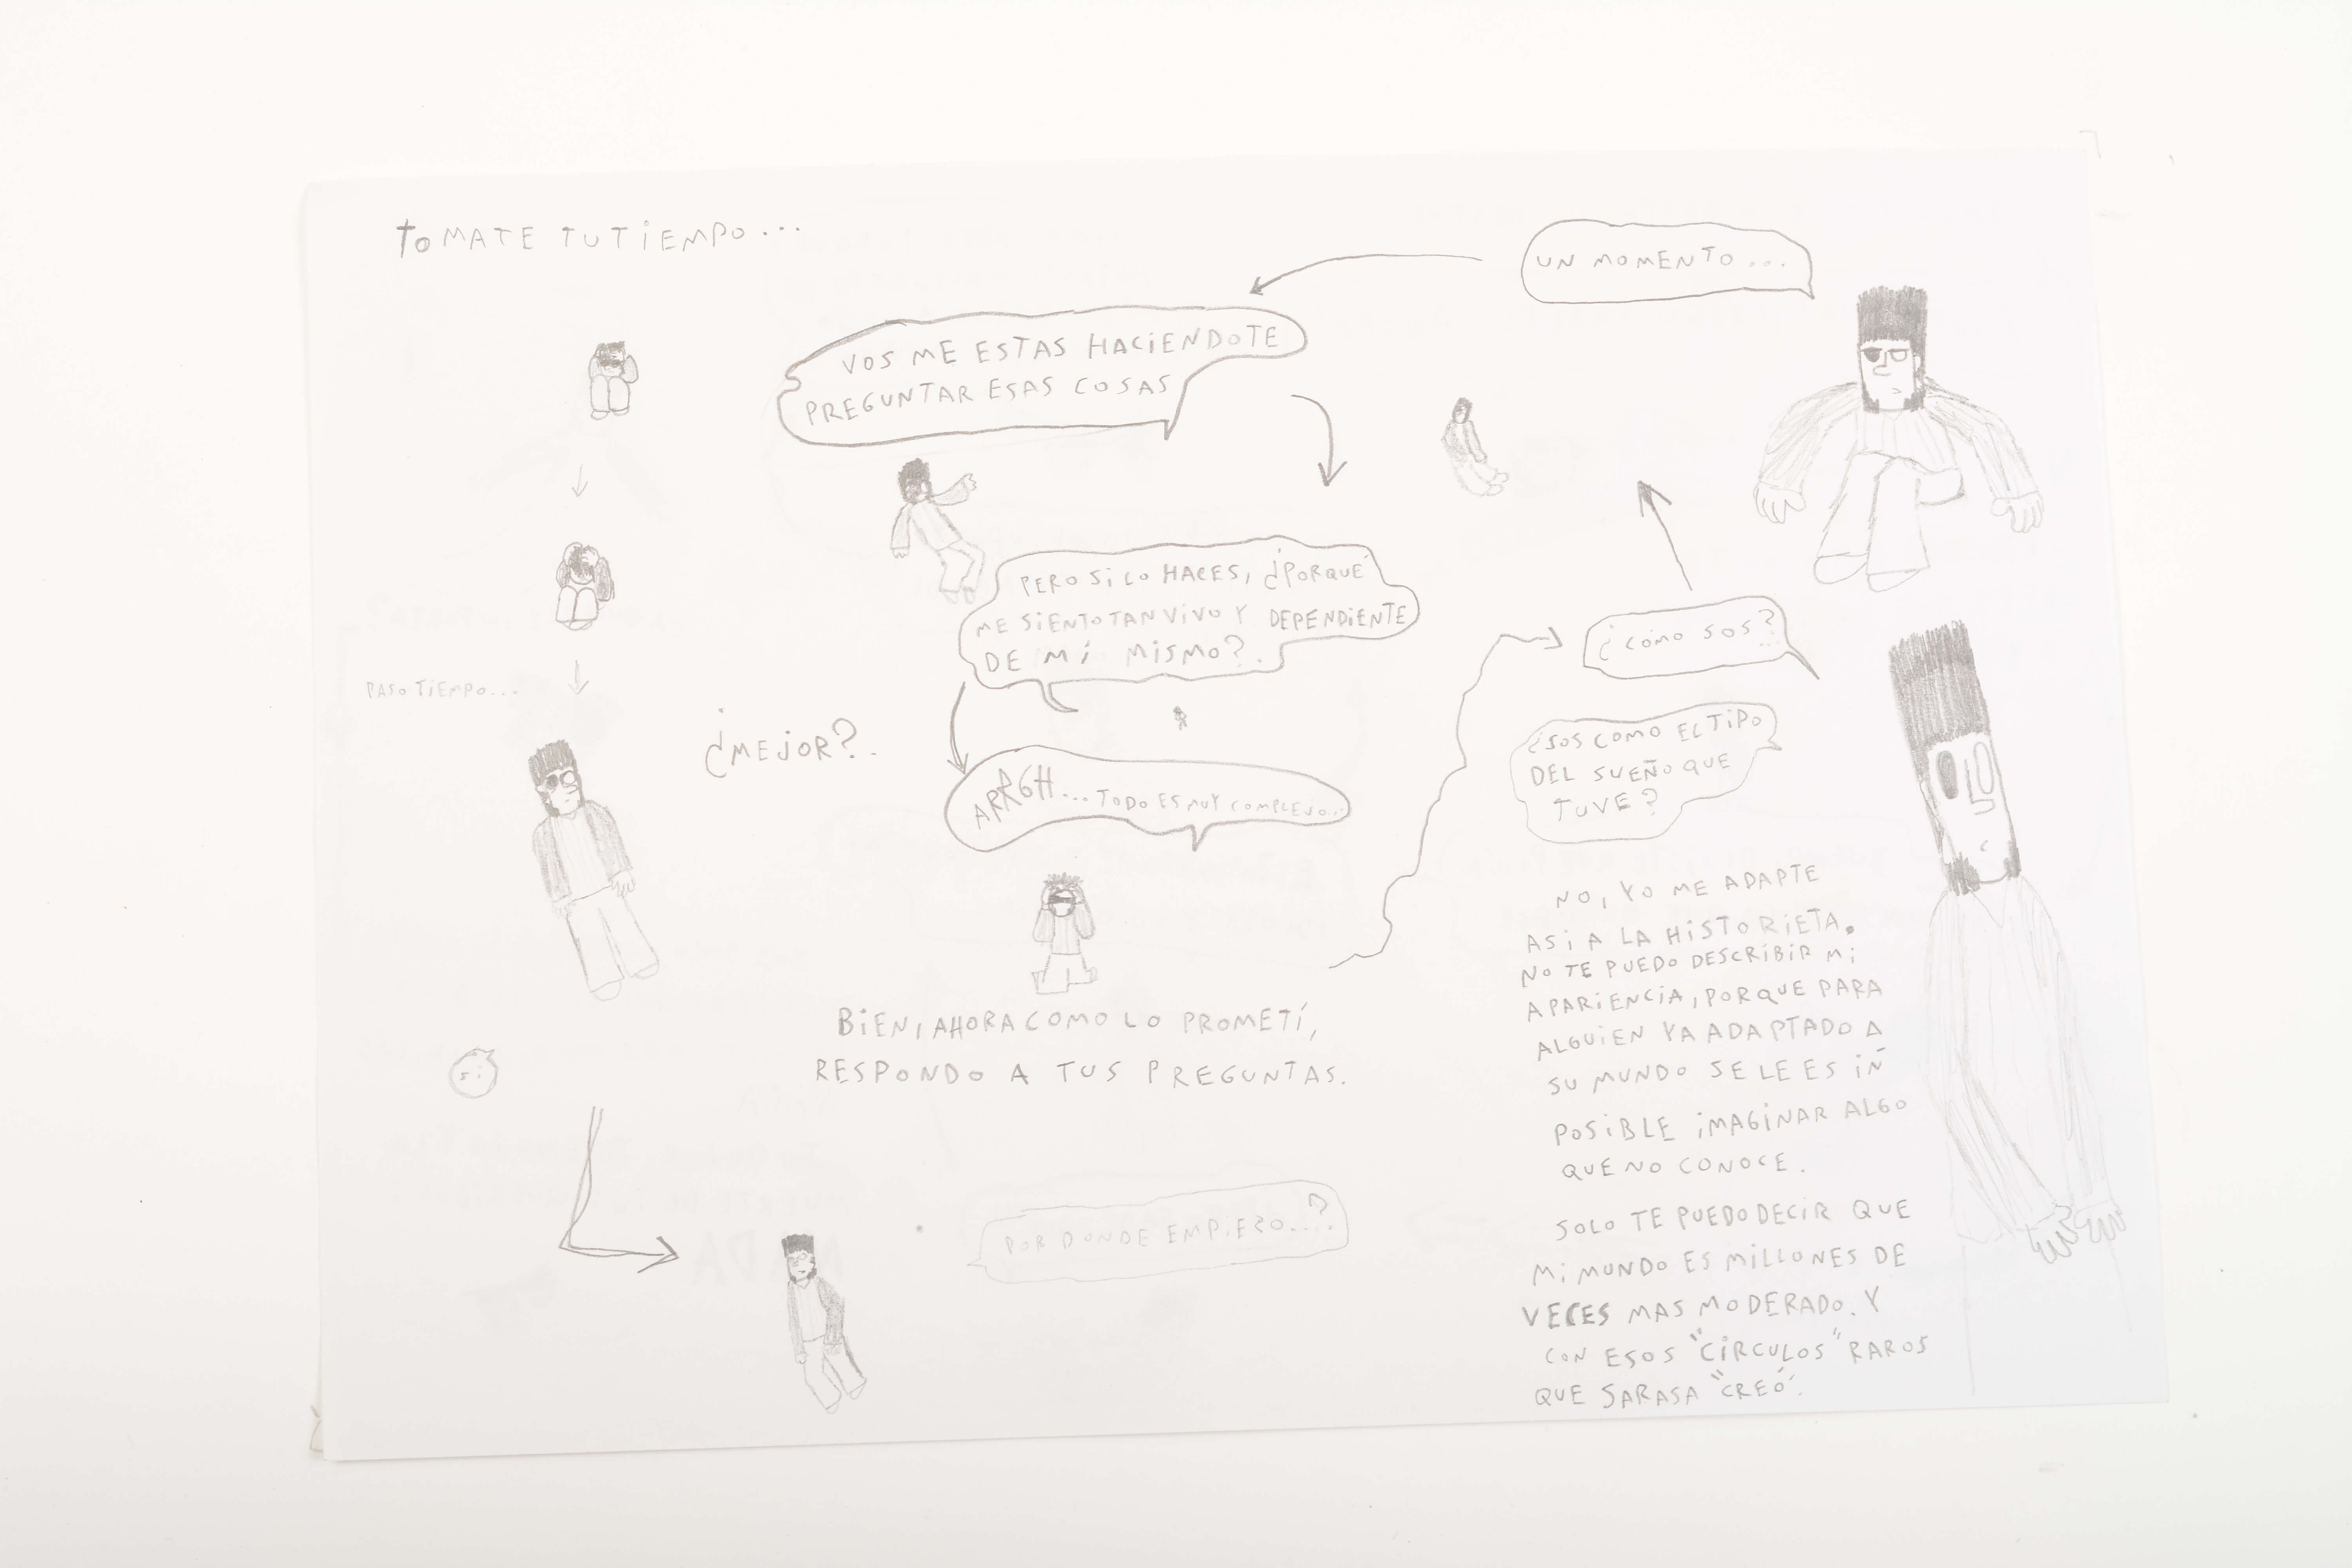 TOMATE TU TIEMPO...
PASO TIEMPO...
¿MEJOR?.
SI
POR DONDE EMPIEZO...?
¿SOS COMO EL TIPO
DEL SUEÑO QUE
TUVE?
NO, YO ME ADAPTE
ASI A LA HISTORIETA.
NO TE PUEDO DESCRIBIR MI
APARIENCIA, PORQUE PARA
ALGUIEN YA ADAPTADO A
SU MUNDO SE LE ES IÑ
POSIBLE IMAGINAR ALGO
QUE NO CONOCE.
SOLO TE PUEDO DECIR QUE
MI MUNDO ES MILLONES DE
VECES MAS MODERADO. Y
CON ESOS "CÍRCULOS" RAROS
QUE SARASA "CREÓ".
¿CÓMO SOS?
UN MOMENTO...
VOS ME ESTAS HACIENDOTE
PREGUNTAR ESAS COSAS
PERO SI LO HACES, ¿PORQUÉ
ME SIENTO TAN VIVO Y DEPENDIENTE
DE MÍ MISMO?.
ARRGH... TODO ES MUY COMPLEJO...
BIEN, AHORA COMO LO PROMETÍ,
RESPONDO A TUS PREGUNTAS.